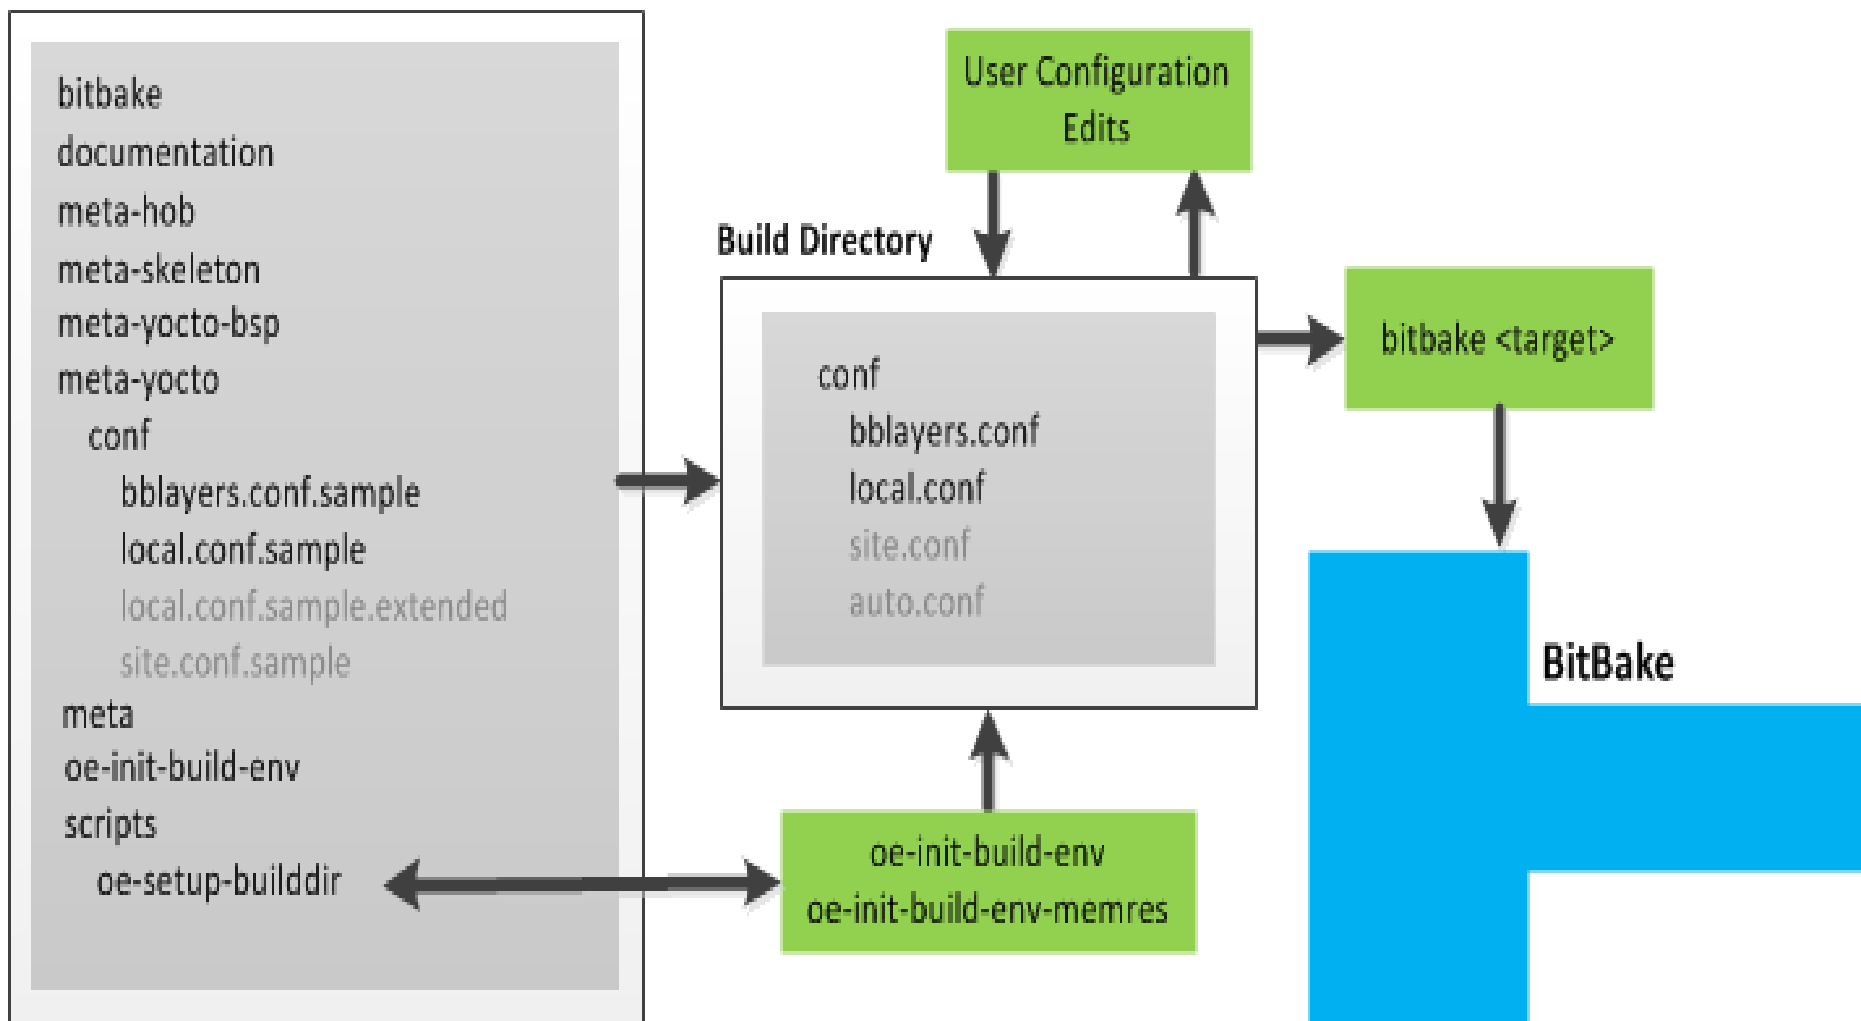 bitbake
documentation
meta-hob
meta-skeleton
meta-yocto-bsp
meta-yocto
conf
bblayers.conf.sample
local.conf.sample
local.conf.sample.extended
site.conf.sample
meta
oe-init-build-env
scripts
oe-setup-builddir
User Configuration
Edits
Build Directory
conf
bblayers.conf
local.conf
site.conf
auto.conf
oe-init-build-env
oe-init-build-env-memres
bitbake <target>
BitBake